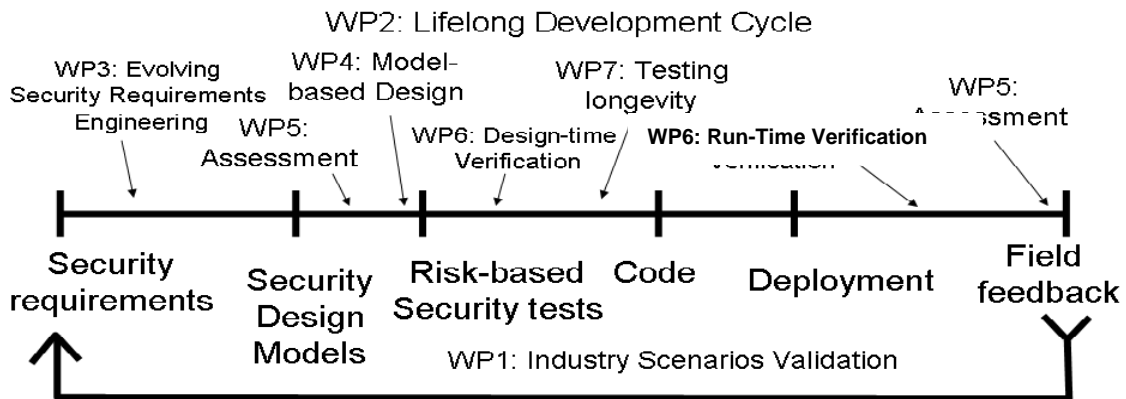 WP2: Lifelong Development Cycle
WP3: Evolving
Security Requirements
Engineering
WP5:
Assessment
WP4: Model-
based Design
WP6: Design-time
Verification
WP7: Testing
longevity
WP6: Run-Time Verification
WP5:
Security
requirements
Security
Design
Models
Risk-based
Security tests
Code
Deployment
Field
feedback
WP1: Industry Scenarios Validation